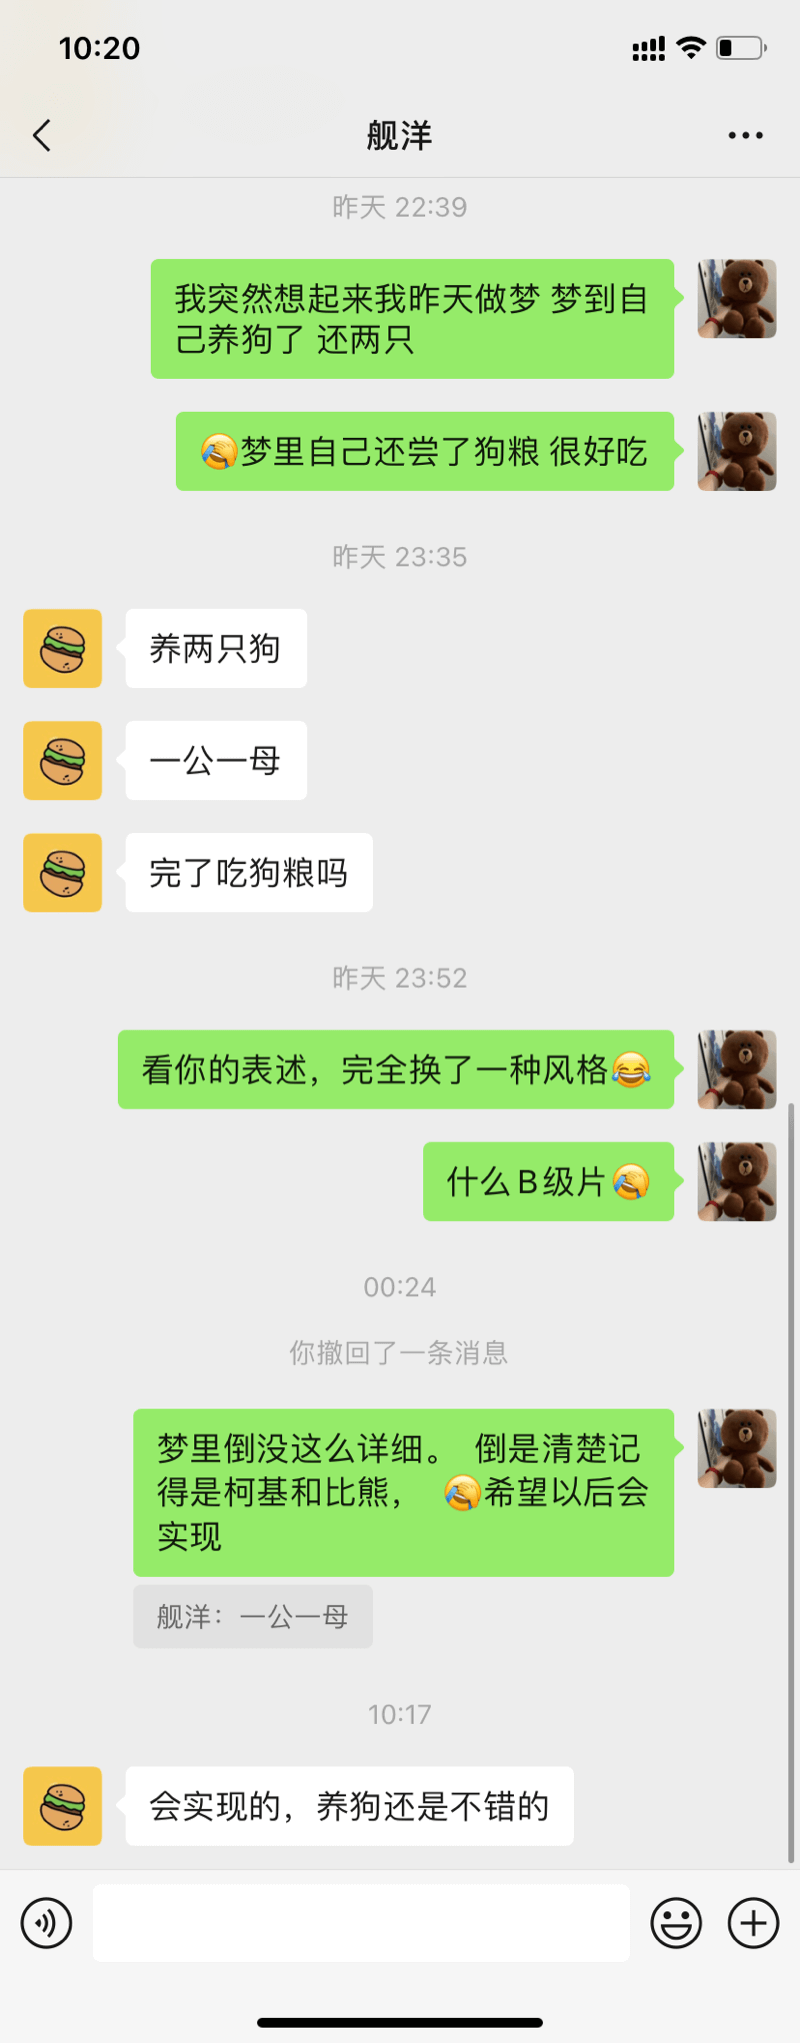 10:20
舰洋
昨天 22:39
我突然想起来我昨天做梦 梦到自
己养狗了 还两只
🤣梦里自己还尝了狗粮 很好吃
昨天 23:35
养两只狗
一公一母
完了吃狗粮吗
昨天 23:52
看你的表述，完全换了一种风格😂
什么B级片🤣
00:24
你撤回了一条消息
梦里倒没这么详细。 倒是清楚记
得是柯基和比熊， 🤣希望以后会
实现
舰洋：一公一母
10:17
会实现的，养狗还是不错的